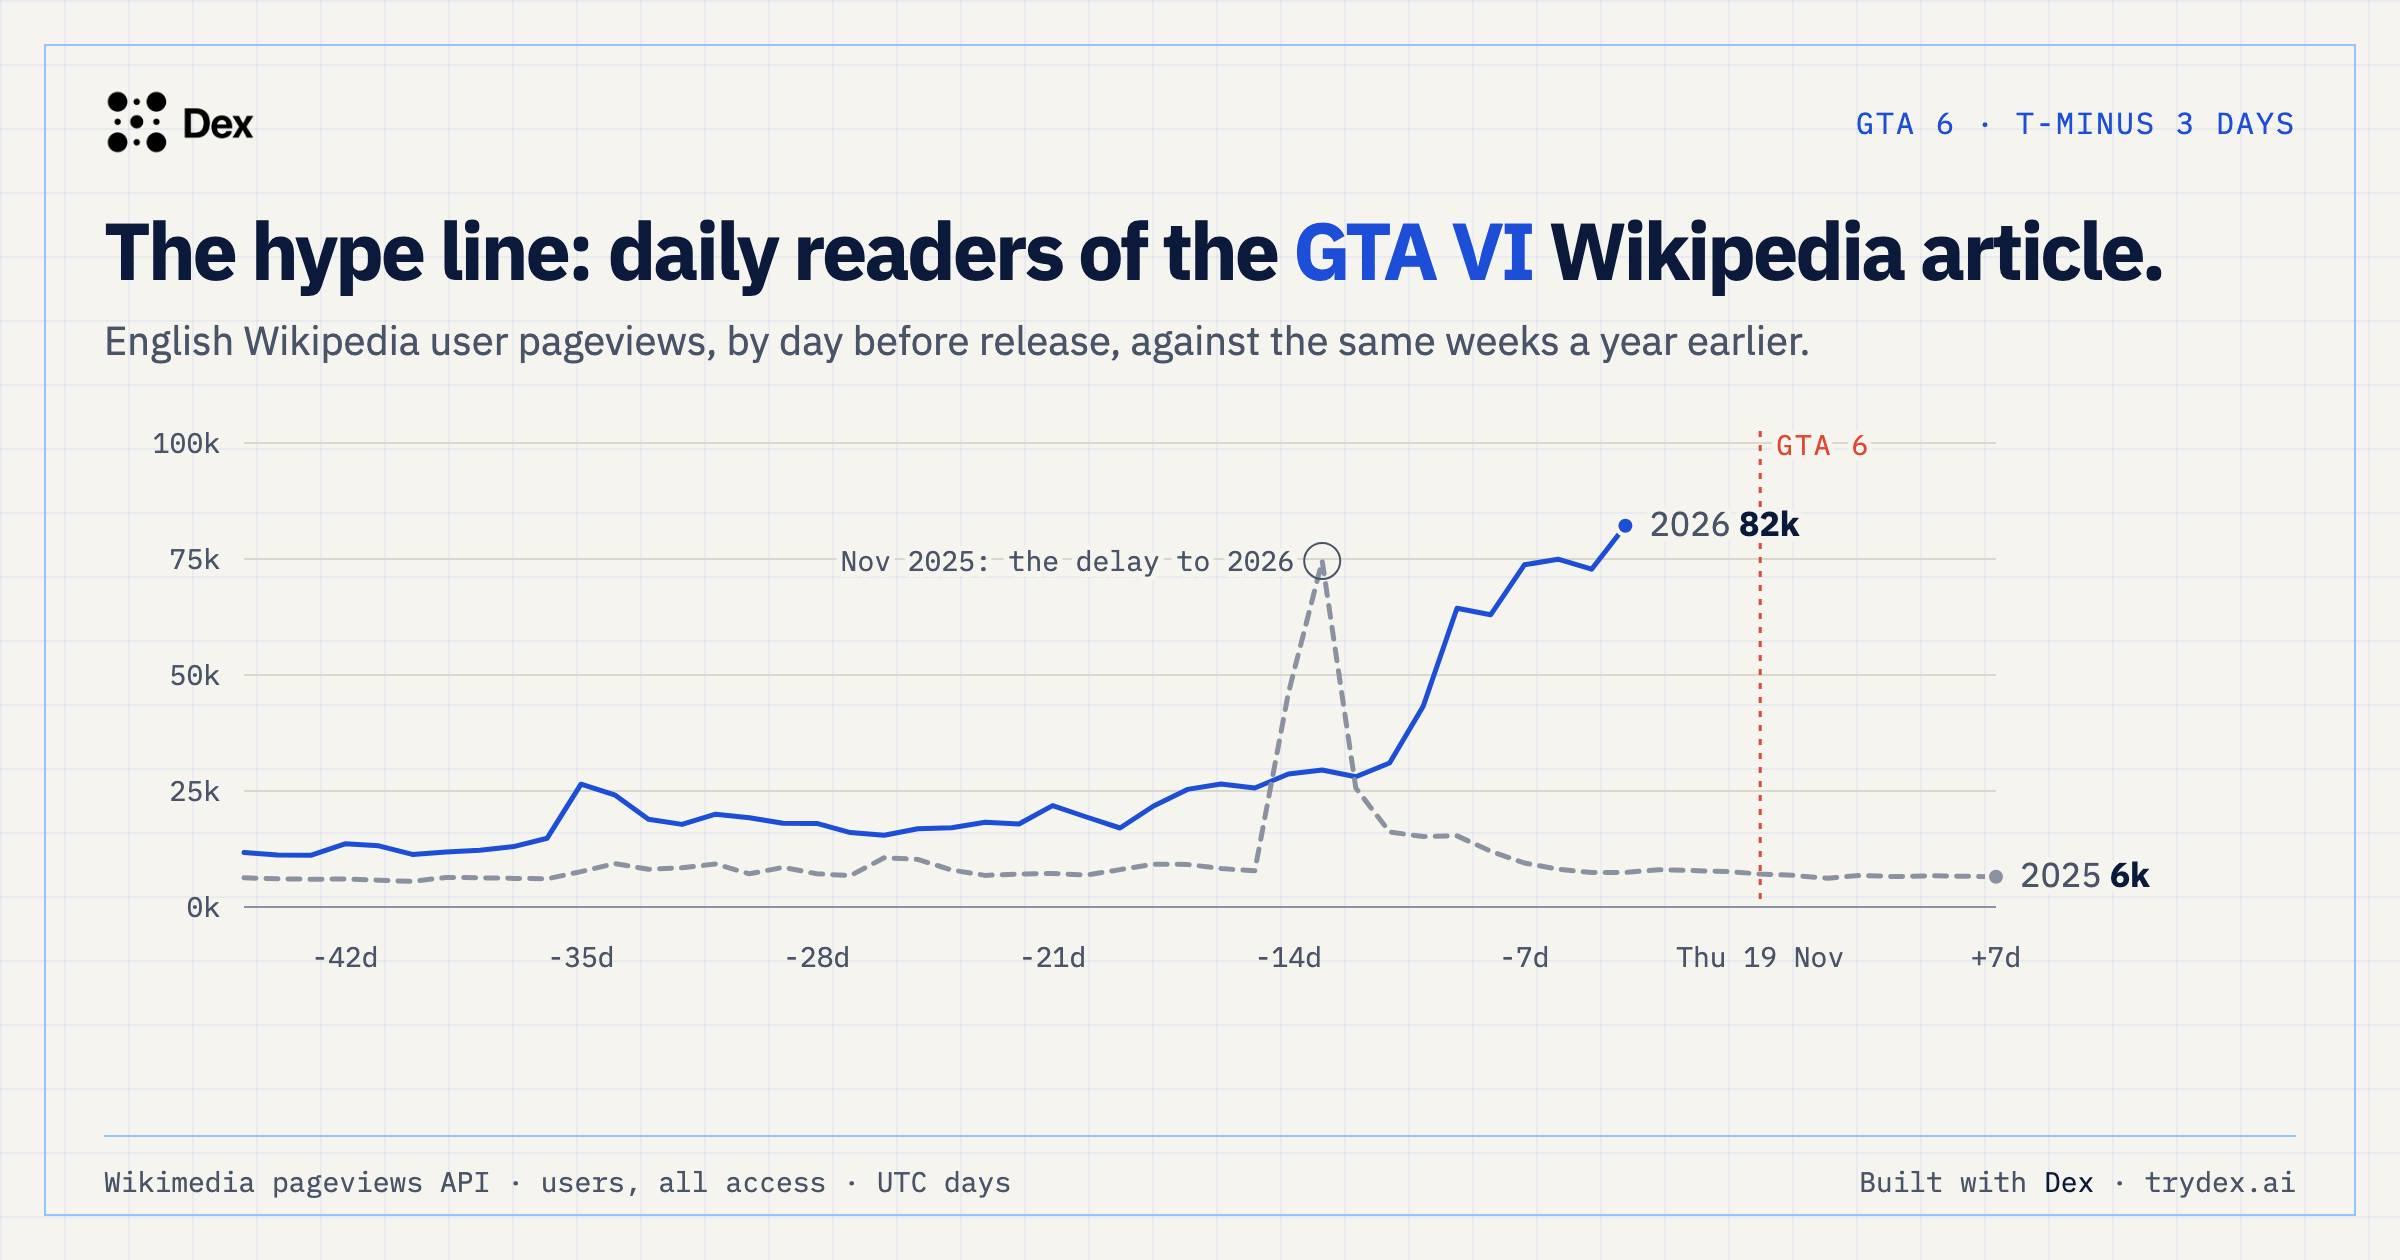 Dex
GTA 6 · T-MINUS 3 DAYS
The hype line: daily readers of the GTA VI Wikipedia article.
English Wikipedia user pageviews, by day before release, against the same weeks a year earlier.
100k
GTA 6
2026 82k
75k
Nov 2025: the delay to 2026
50k
25k
2025 6k
0k
-42d -35d -28d -21d -14d -7d Thu 19 Nov +7d
Wikimedia pageviews API · users, all access · UTC days
Built with Dex · trydex.ai